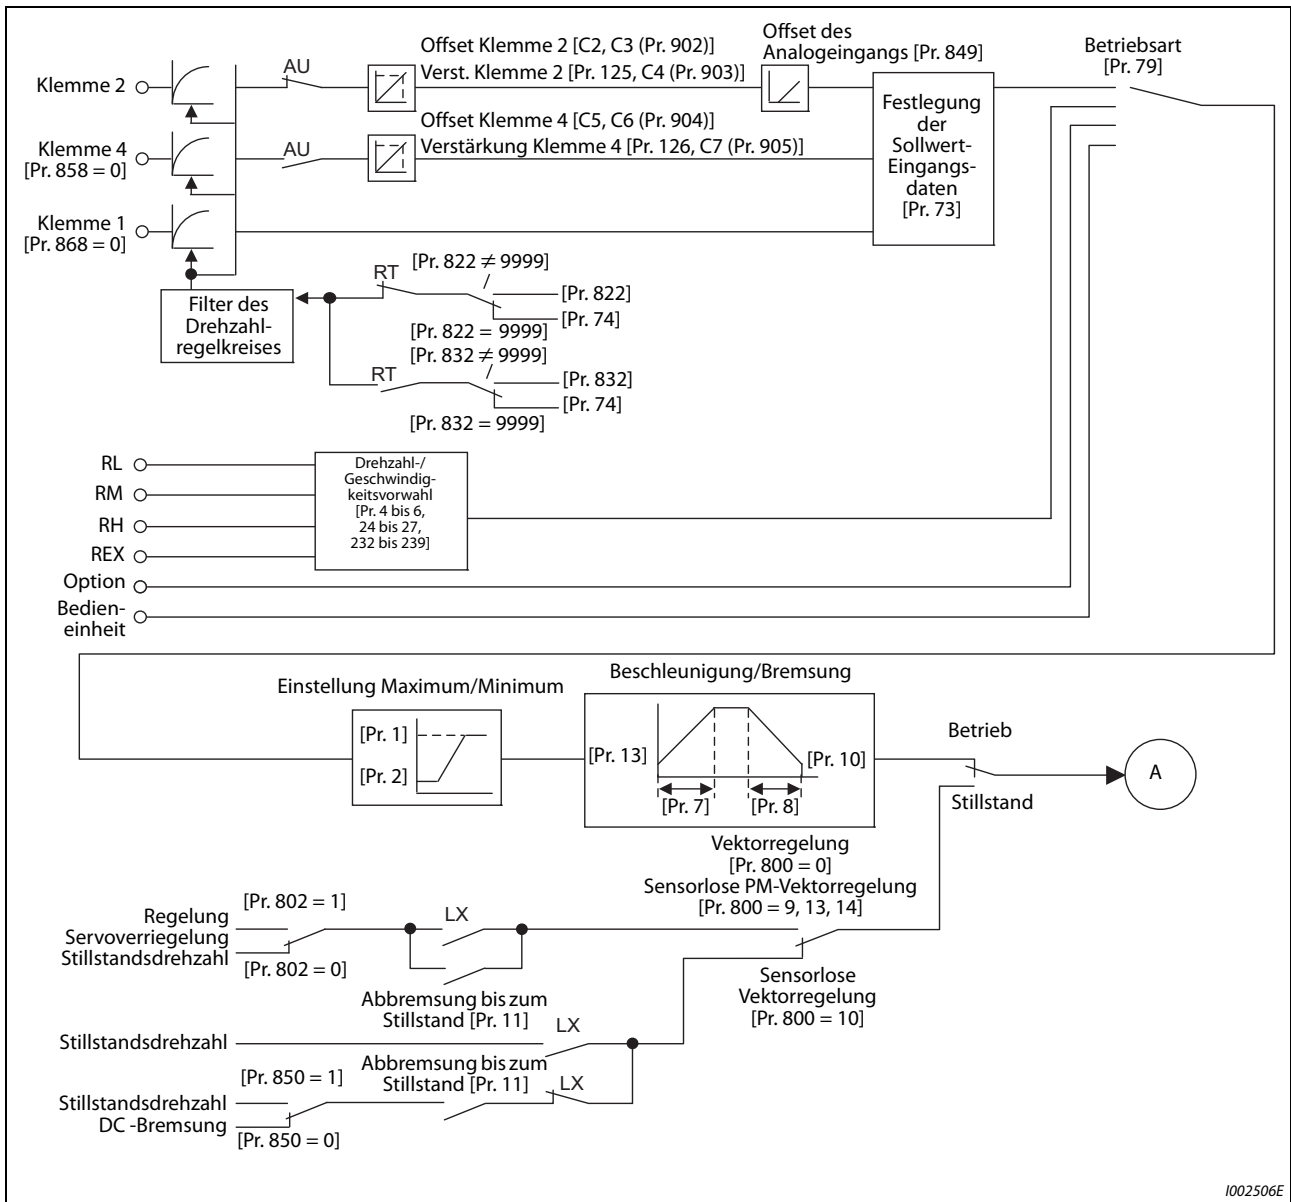 Offset Klemme 2 [C2, C3 (Pr. 902)]
Offset des
Analogeingangs [Pr. 849]
Betriebsart
[Pr. 79]
Klemme 2
AU
Verst. Klemme 2 [Pr. 125, C4 (Pr. 903)]
Offset Klemme 4 [C5, C6 (Pr. 904)]
Klemme 4
[Pr. 858 = 0]
AU
Verstärkung Klemme 4 [Pr. 126, C7 (Pr. 905)]
Festlegung
der
Sollwert-
Eingangs-
daten
[Pr. 73]
Klemme 1
[Pr. 868 = 0]
Filter des
Drehzahl-
regelkreises
RT
[Pr. 822 ≠ 9999]
[Pr. 822]
[Pr. 74]
[Pr. 822 = 9999]
[Pr. 832 ≠ 9999]
RT
[Pr. 832]
[Pr. 74]
[Pr. 832 = 9999]
RL
RM
RH
REX
Drehzahl-/
Geschwindig-
keitsvorwahl
[Pr. 4 bis 6,
24 bis 27,
232 bis 239]
Option
Bedien-
einheit
Einstellung Maximum/Minimum
[Pr. 1]
[Pr. 2]
Beschleunigung/Bremsung
[Pr. 13]
[Pr. 10]
[Pr. 7]
[Pr. 8]
Betrieb
Stillstand
A
Vektorregelung
[Pr. 800 = 0]
Sensorlose PM-Vektorregelung
[Pr. 800 = 9, 13, 14]
[Pr. 802 = 1]
Regelung
Servoverriegelung
Stillstandsdrehzahl
[Pr. 802 = 0]
LX
Abbremsung bis zum
Stillstand [Pr. 11]
Sensorlose
Vektorregelung
[Pr. 800 = 10]
Stillstandsdrehzahl
LX
[Pr. 850 = 1]
Abbremsung bis zum
Stillstand [Pr. 11]
LX
Stillstandsdrehzahl
DC -Bremsung
[Pr. 850 = 0]
I002506E